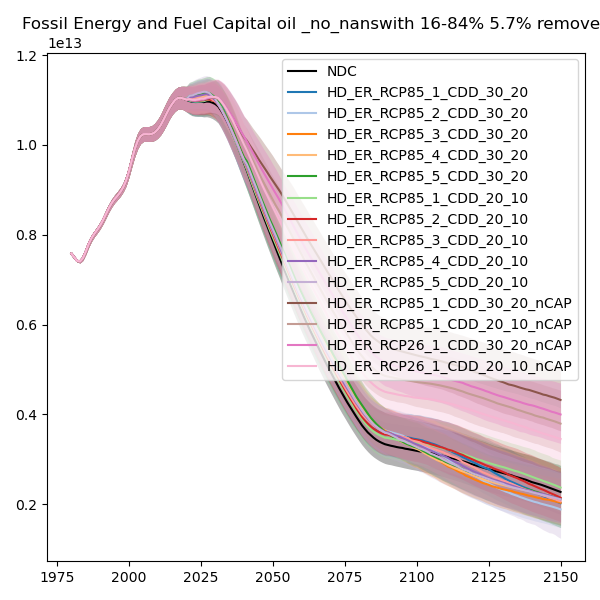 Fossil Energy and Fuel Capital oil _no_nanswith 16-84% 5.7% remove
1e13
1.2
1.0
0.8
0.6
0.4
0.2
NDC
HD_ER_RCP85_1_CDD_30_20
HD_ER_RCP85_2_CDD_30_20
HD_ER_RCP85_3_CDD_30_20
HD_ER_RCP85_4_CDD_30_20
HD_ER_RCP85_5_CDD_30_20
HD_ER_RCP85_1_CDD_20_10
HD_ER_RCP85_2_CDD_20_10
HD_ER_RCP85_3_CDD_20_10
HD_ER_RCP85_4_CDD_20_10
HD_ER_RCP85_5_CDD_20_10
HD_ER_RCP85_1_CDD_30_20_nCAP
HD_ER_RCP85_1_CDD_20_10_nCAP
HD_ER_RCP26_1_CDD_30_20_nCAP
HD_ER_RCP26_1_CDD_20_10_nCAP
1975 2000 2025 2050 2075 2100 2125 2150